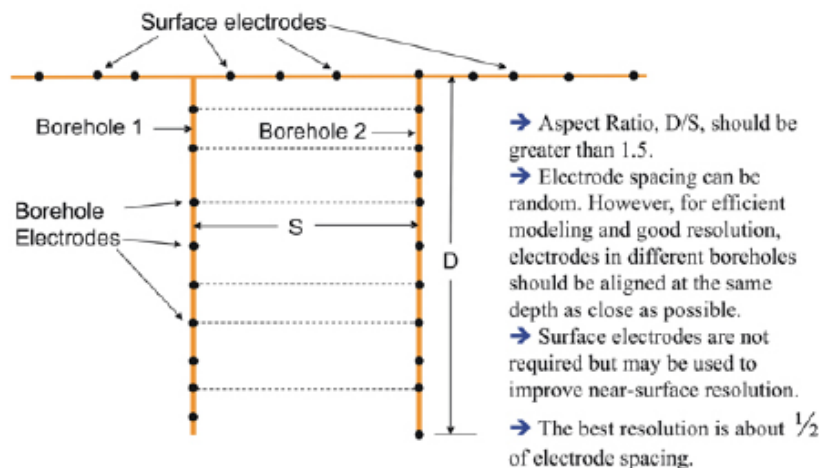 Surface electrodes
Borehole 1
Borehole 2
Borehole
Electrodes
S
D
➔ Aspect Ratio, D/S, should be
greater than 1.5.
➔ Electrode spacing can be
random. However, for efficient
modeling and good resolution,
electrodes in different boreholes
should be aligned at the same
depth as close as possible.
➔ Surface electrodes are not
required but may be used to
improve near-surface resolution.
➔ The best resolution is about ½
of electrode spacing.